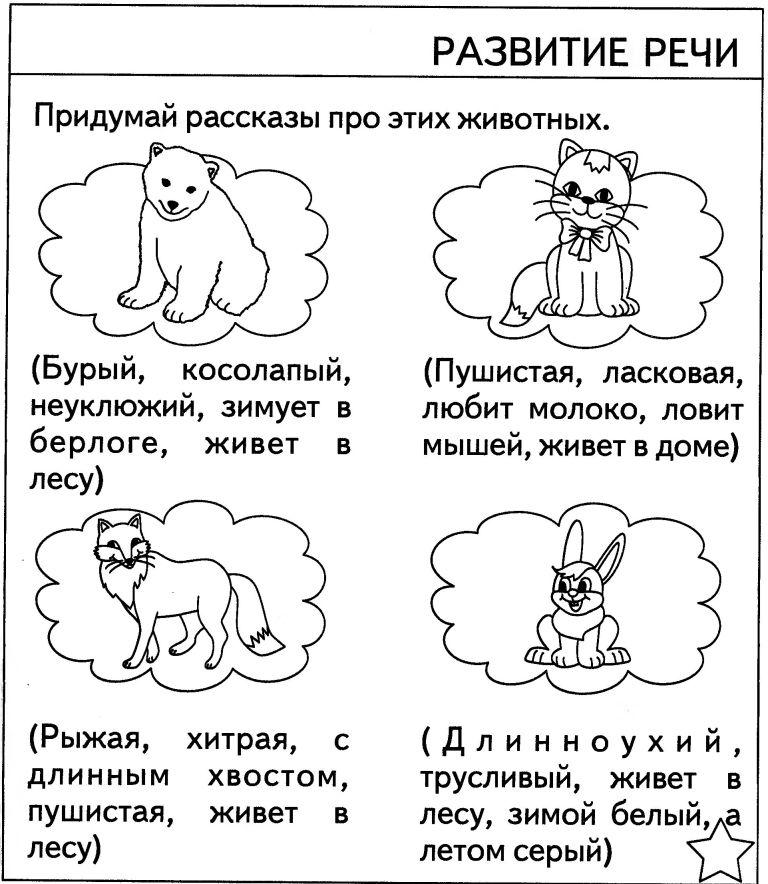 РАЗВИТИЕ РЕЧИ
Придумай рассказы про этих животных.
(Бурый, косолапый,
неуклюжий, зимует в
берлоге, живет в
лесу)
(Пушистая, ласковая,
любит молоко, ловит
мышей, живет в доме)
(Рыжая, хитрая, с
длинным хвостом,
пушистая, живет в
лесу)
(Длинноухий,
трусливый, живет в
лесу, зимой белый, а
летом серый)